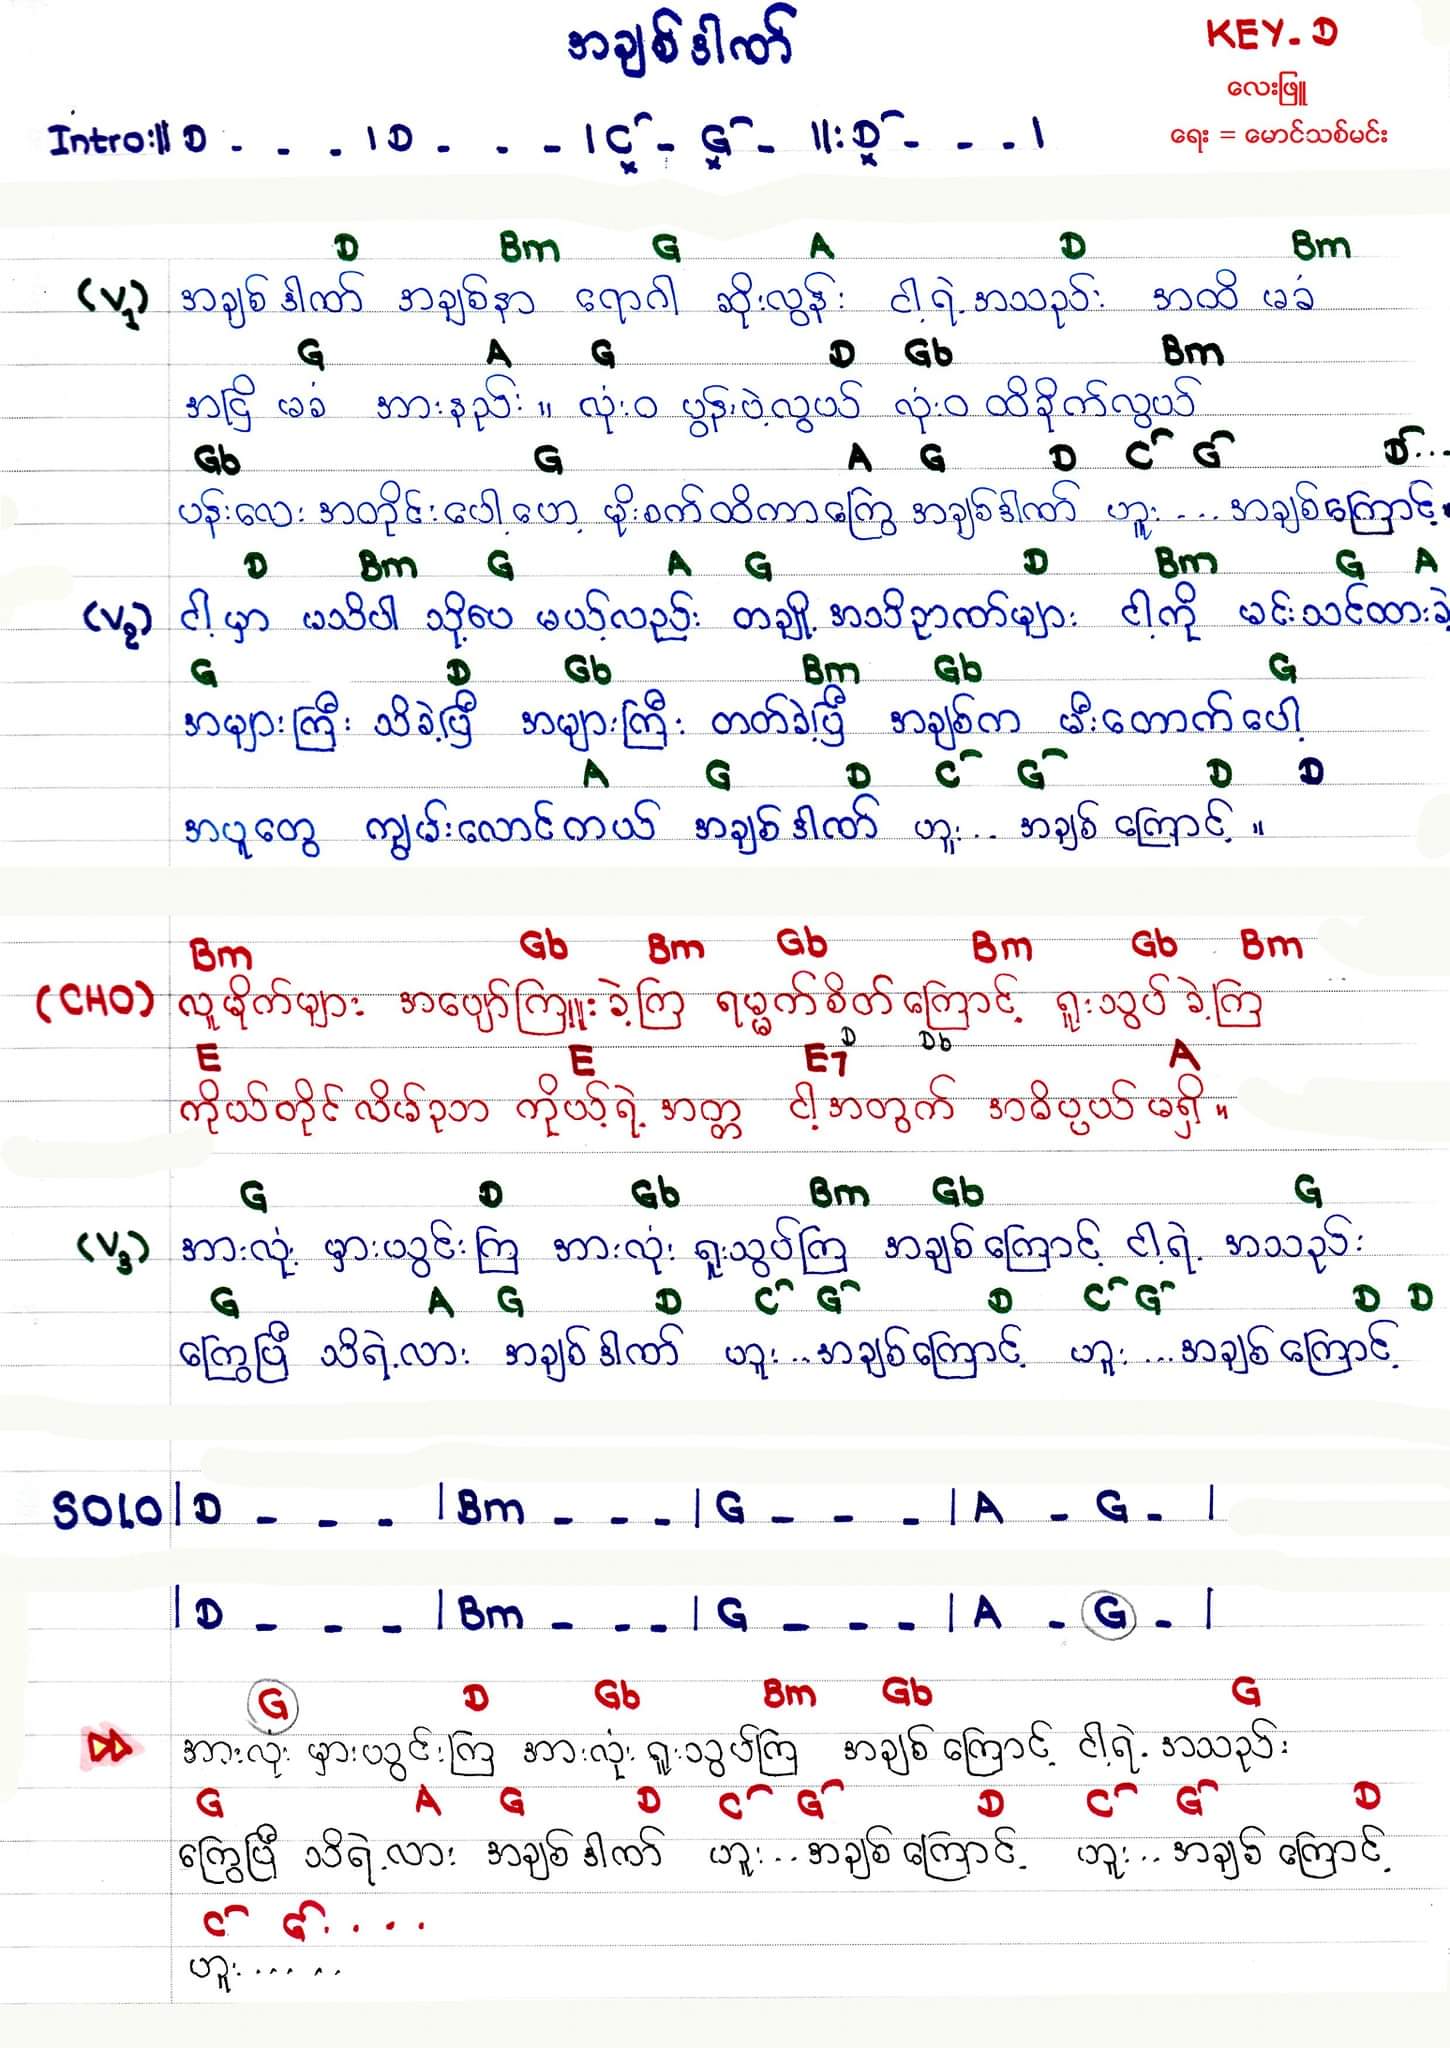 အချစ်ဒါဏ်
KEY-D
လေးဖြူ
ရေး = မောင်သစ်မင်း
Intro:|| D - - - | D - - - | C - G - ||: D - - - |
D Bm G A D Bm
(V1) အချစ်ဒါဏ် အချစ်နာ ရောဂါ ဆိုးလွန်း ငါ့ရဲ့အသည်း အထိ မခံ
G A G D Gb Bm
အငြိ မခံ အားနည်း။ လုံးဝ ပွန်းပဲ့လွယ် လုံးဝ ထိခိုက်လွယ်
Gb G A G D C G D...
ပန်းလေး အတိုင်းပေါ့ဟေ့ မိုးစက်ထိကာကြွေ အချစ်ဒါဏ် ဟူး ... အချစ်ကြောင့်
D Bm G A G D Bm G A
(V2) ငါ့မှာ မသိပါ သို့ပေ မယ့်လည်း တချို့ အသိဉာဏ်များ ငါ့ကို မင်းသင်ထားခဲ့
G D Gb Bm Gb G
အများကြီး သိခဲ့ပြီ အများကြီး တတ်ခဲ့ပြီ အချစ်က မီးတောက်ပေါ့
A G D C G D D
အပူတွေ ကျွမ်းလောင်ကယ် အချစ်ဒါဏ် ဟူး.. အချစ်ကြောင့်။
Bm Gb Bm Gb Bm Gb Bm
(CHO) လူမိုက်များ အပျော်ကြူးခဲ့ကြ ရမ္မက်စိတ်ကြောင့် ရူးသွပ်ခဲ့ကြ
E E E7 D Db A
ကိုယ်တိုင်လိမ်ဉာ ကိုယ့်ရဲ့အတ္တ ငါ့အတွက် အဓိပ္ပယ်မရှိ။
G D Gb Bm Gb G
(V3) အားလုံး မှားယွင်းကြ အားလုံး ရူးသွပ်ကြ အချစ်ကြောင့် ငါ့ရဲ့ အသည်း
G A G D C G D C G D D
ကြွေပြီ သိရဲ့လား အချစ်ဒါဏ် ဟူး..အချစ်ကြောင့် ဟူး ...အချစ်ကြောင့်
SOLO | D - - - | Bm - - - | G - - - | A - G - |
| D - - - | Bm - - - | G - - - | A - G - |
G D Gb Bm Gb G
အားလုံး မှားယွင်းကြ အားလုံး ရူးသွပ်ကြ အချစ်ကြောင့် ငါ့ရဲ့ အသည်း
G A G D C G D C G D
ကြွေပြီ သိရဲ့လား အချစ်ဒါဏ် ဟူး..အချစ်ကြောင့် ဟူး.. အချစ်ကြောင့်
C G....
ဟူး.....